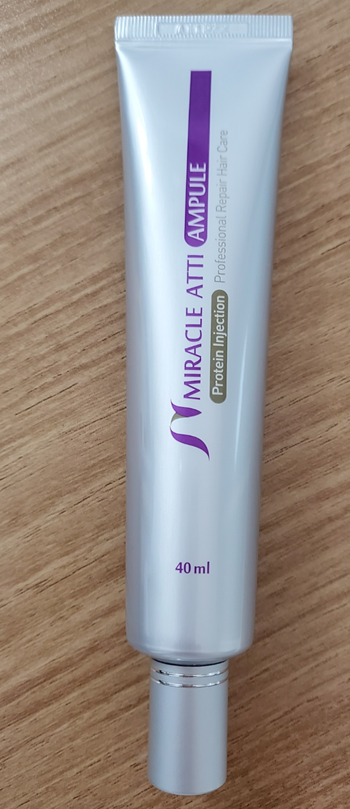 MIRACLE ATTI AMPULE
Protein Injection Professional Repair Hair Care
40 ml